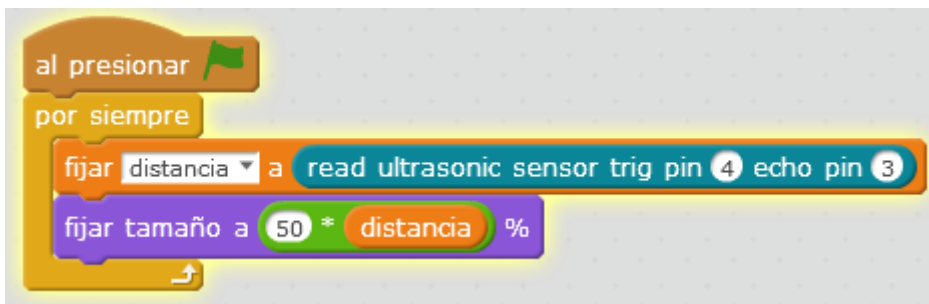 al presionar
por siempre
fijar distancia a read ultrasonic sensor trig pin 4 echo pin 3
fijar tamaño a 50 * distancia %